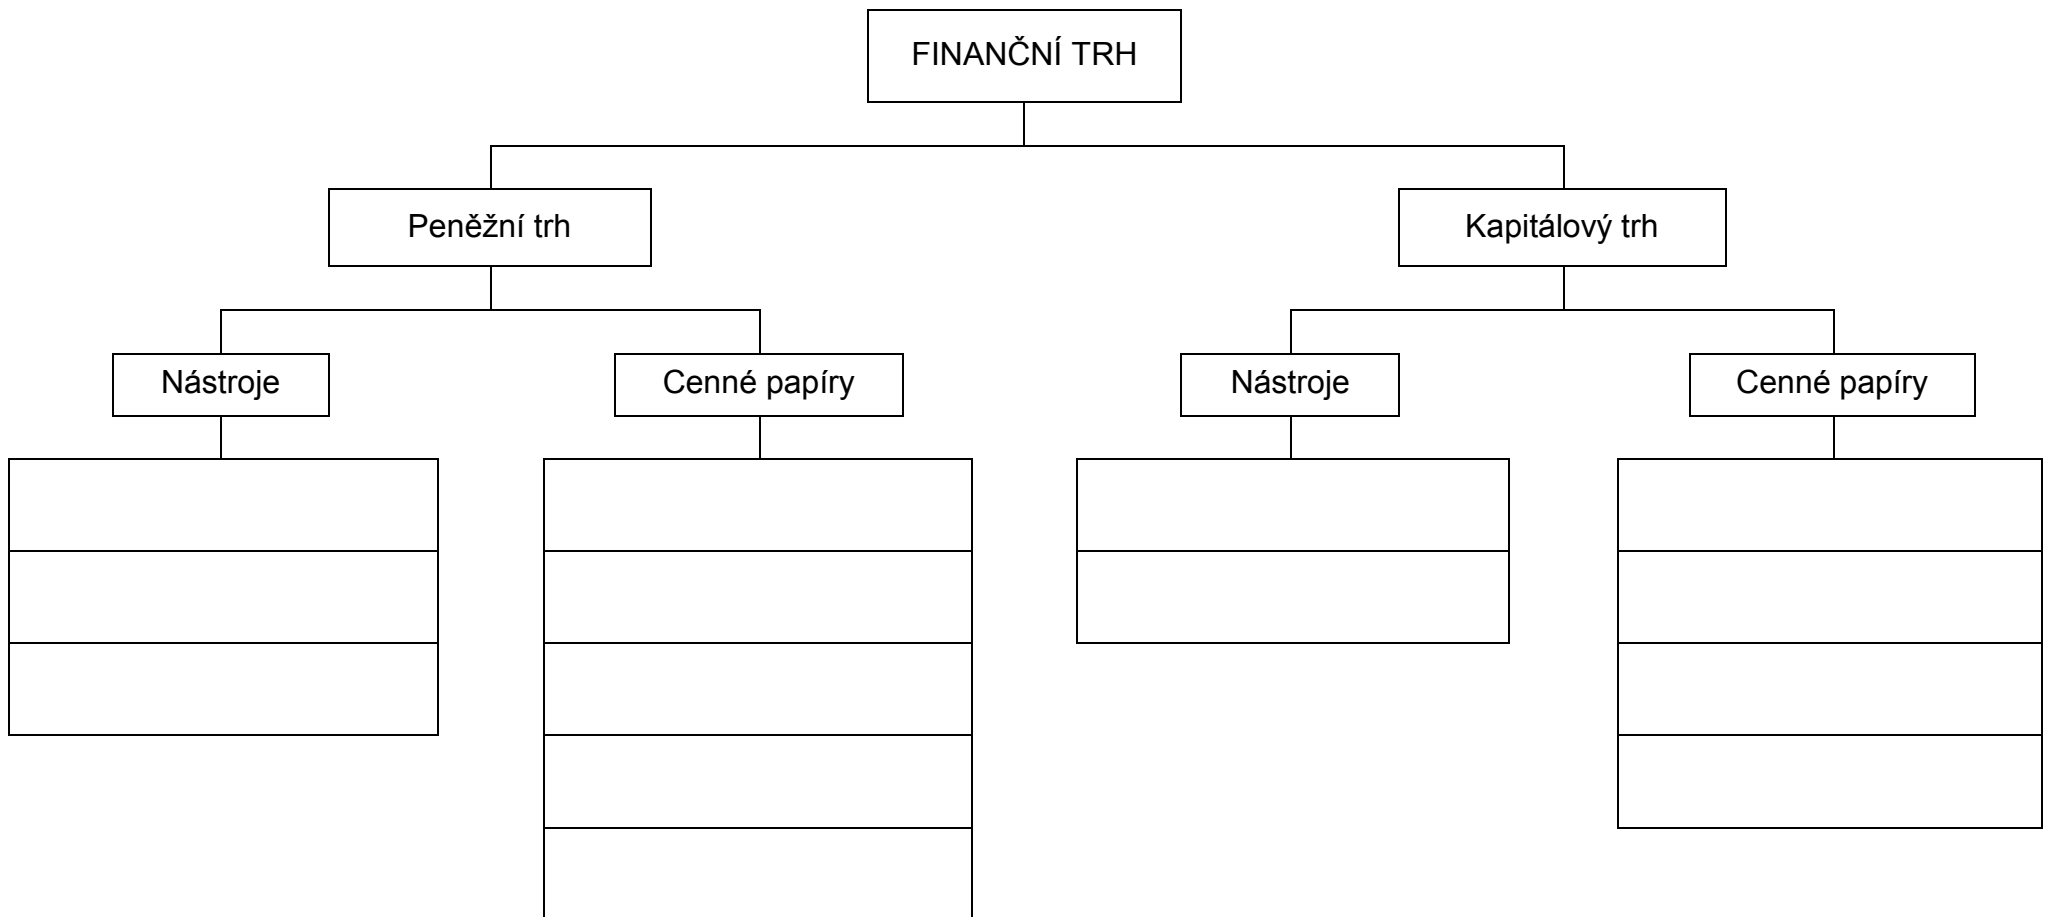 FINANČNÍ TRH
Peněžní trh
Kapitálový trh
Nástroje
Cenné papíry
Nástroje
Cenné papíry